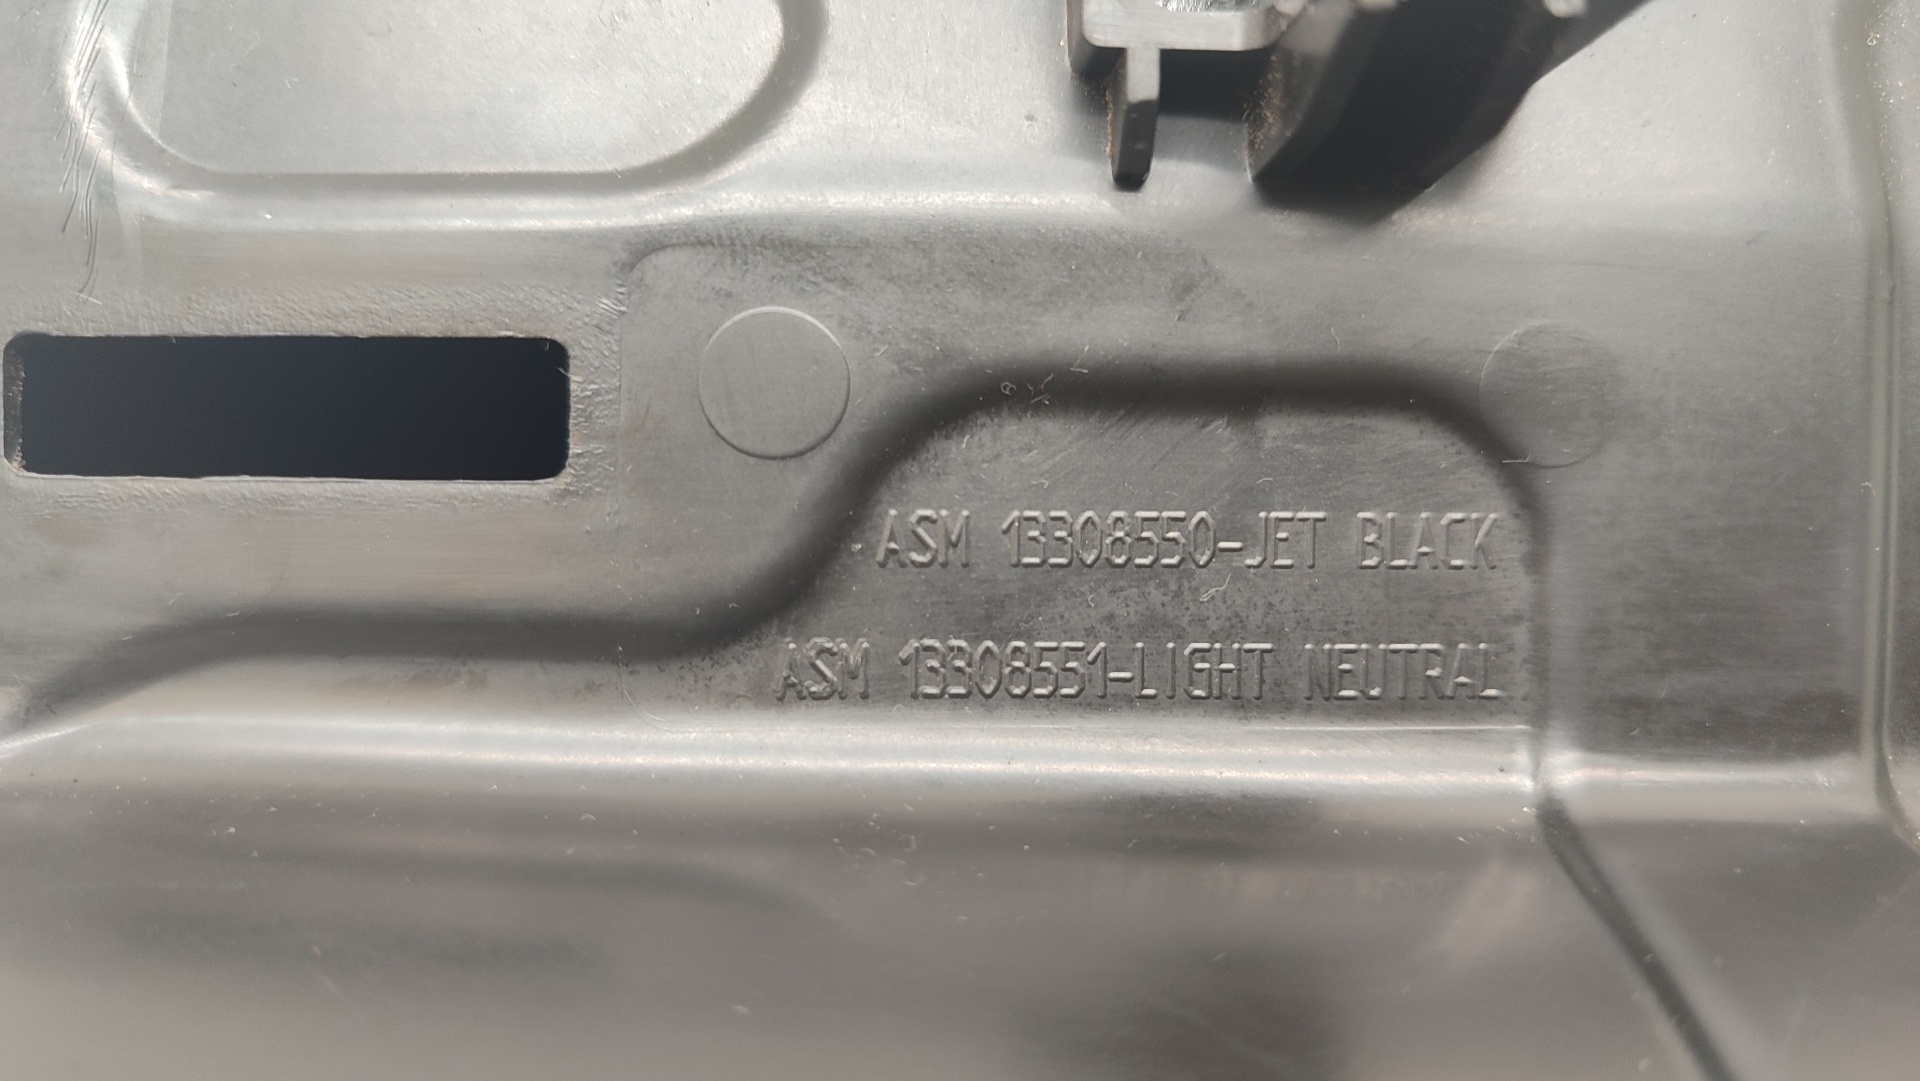 ASM 13308550-JET BLACK
ASM 13308551-LIGHT NEUTRAL